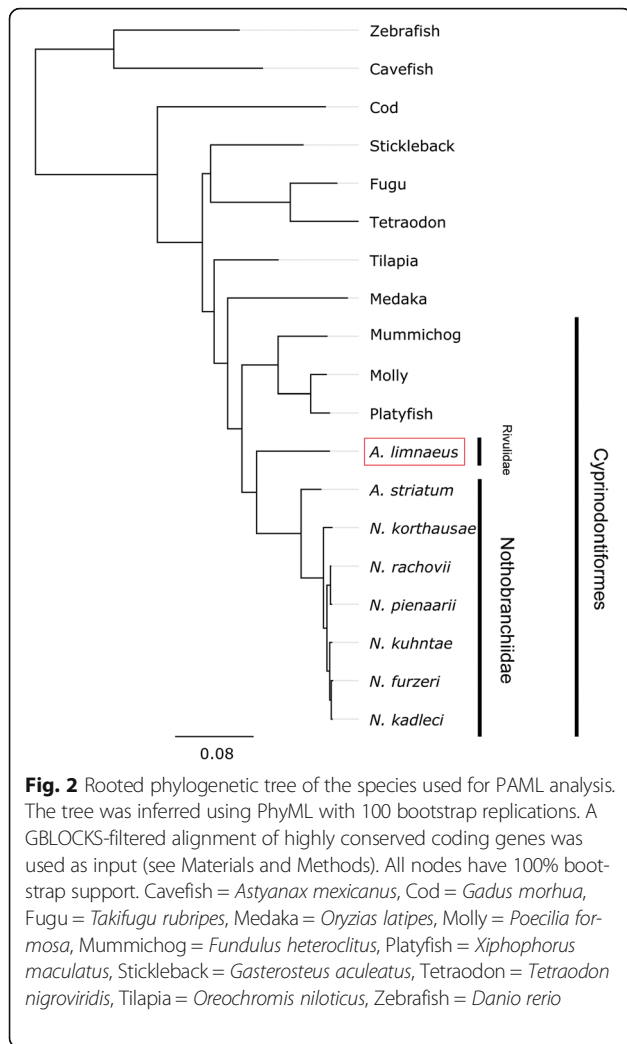 Zebrafish
Cavefish
Cod
Stickleback
Fugu
Tetraodon
Tilapia
Medaka
Mummichog
Molly
Platyfish
A. limnaeus
A. striatum
N. korthausae
N. rachovii
N. pienaarii
N. kuhntae
N. furzeri
N. kadleci
Rivulidae
Nothobranchiidae
Cyprinodontiformes
0.08
Fig. 2 Rooted phylogenetic tree of the species used for PAML analysis.
The tree was inferred using PhyML with 100 bootstrap replications. A
GBLOCKS-filtered alignment of highly conserved coding genes was
used as input (see Materials and Methods). All nodes have 100% boot-
strap support. Cavefish = Astyanax mexicanus, Cod = Gadus morhua,
Fugu = Takifugu rubripes, Medaka = Oryzias latipes, Molly = Poecilia for-
mosa, Mummichog = Fundulus heteroclitus, Platyfish = Xiphophorus
maculatus, Stickleback = Gasterosteus aculeatus, Tetraodon = Tetraodon
nigroviridis, Tilapia = Oreochromis niloticus, Zebrafish = Danio rerio